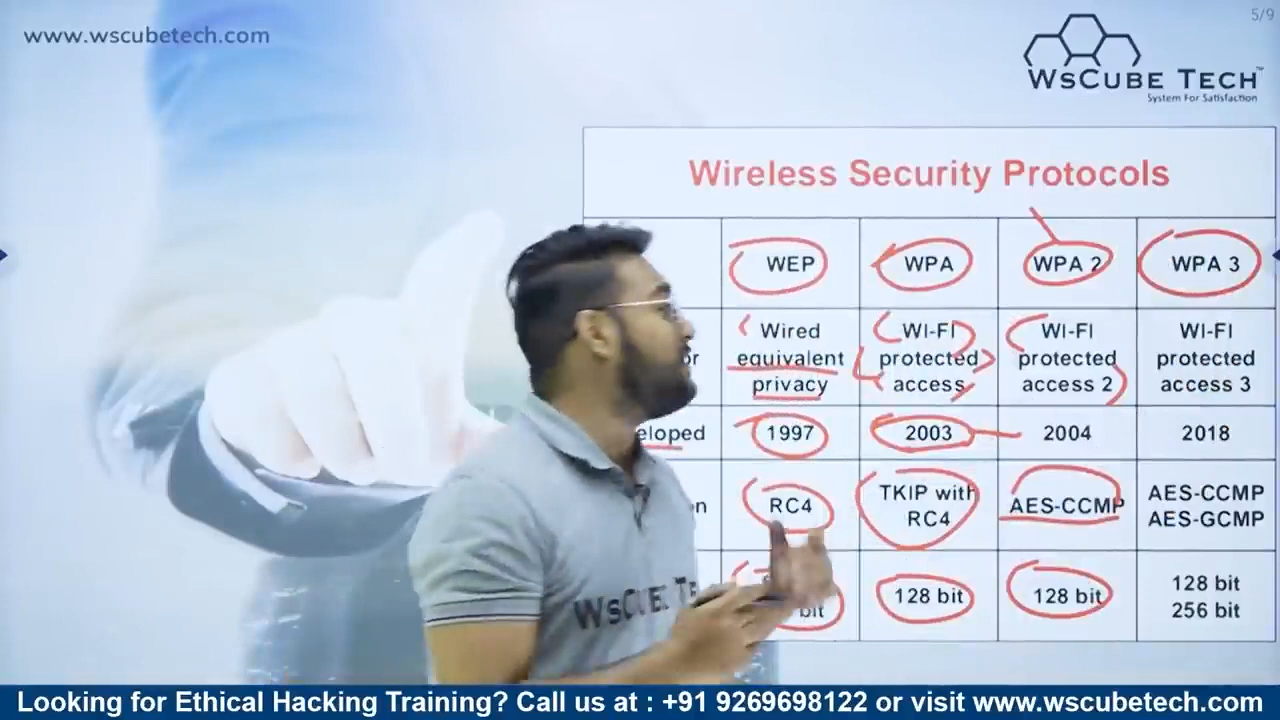 www.wscubetech.com
5/9
WsCube Tech
System For Satisfaction
Wireless Security Protocols
WEP
WPA
WPA 2
WPA 3
Wired
equivalent
privacy
WI-FI
protected
access
WI-FI
protected
access 2
WI-FI
protected
access 3
1997
2003
2004
2018
RC4
TKIP with
RC4
AES-CCMP
AES-CCMP
AES-GCMP
bit
128 bit
128 bit
128 bit
256 bit
WsCube Te
Looking for Ethical Hacking Training? Call us at : +91 9269698122 or visit www.wscubetech.com